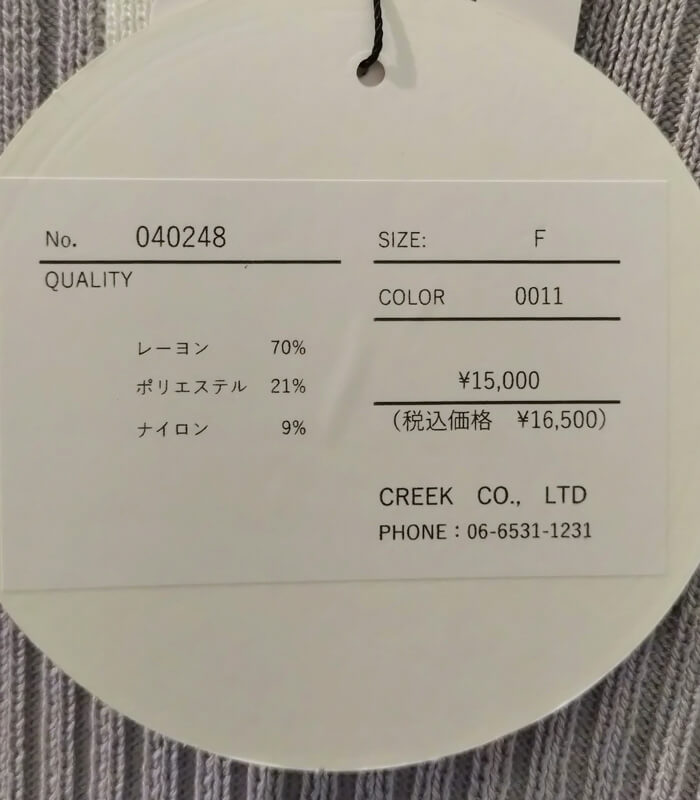 No. 040248
QUALITY
レーヨン 70%
ポリエステル 21%
ナイロン 9%
SIZE: F
COLOR 0011
¥15,000
(税込価格 ¥16,500)
CREEK CO., LTD
PHONE：06-6531-1231